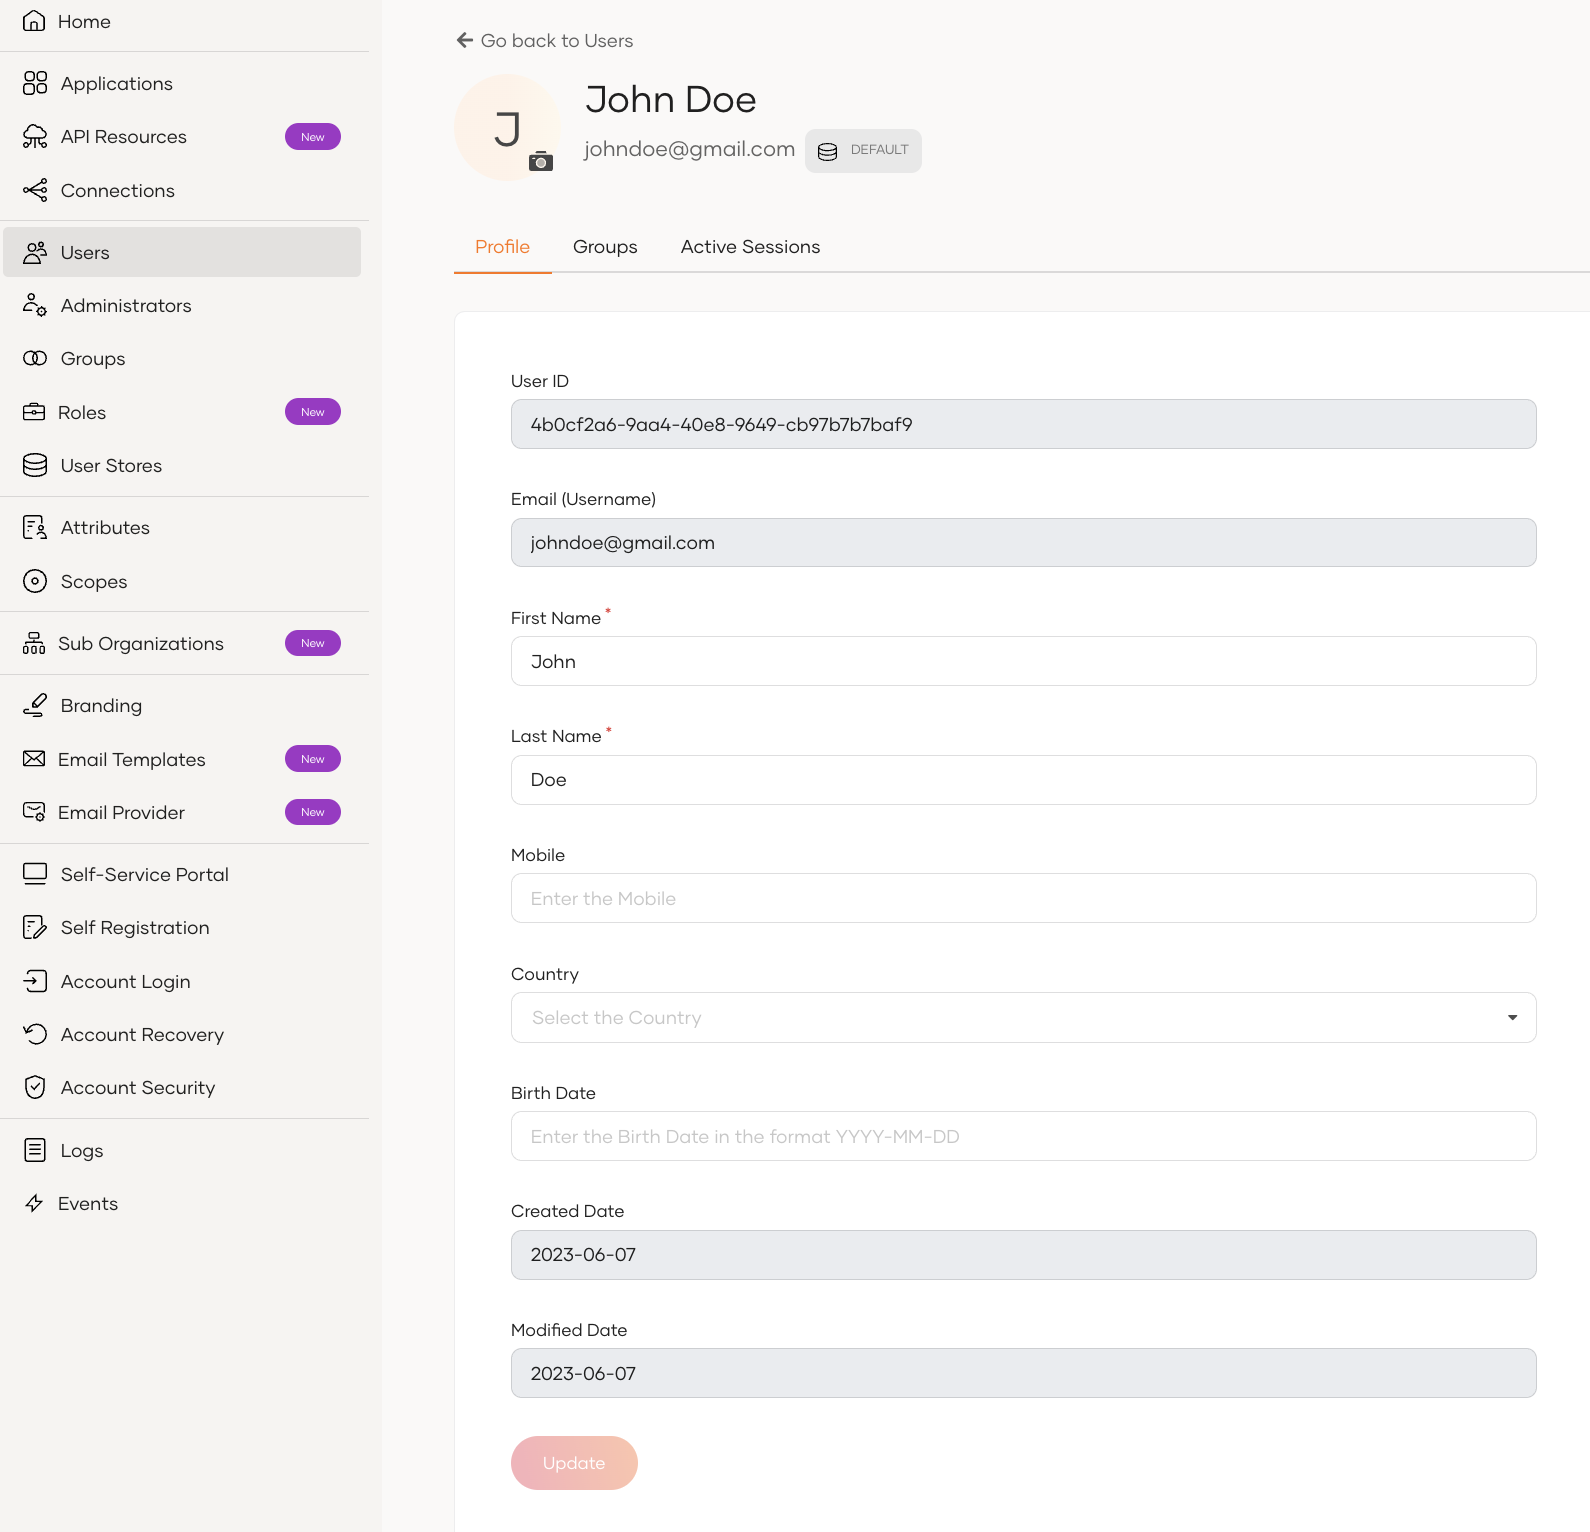 Home
Applications
API Resources New
Connections
Users
Administrators
Groups
Roles New
User Stores
Attributes
Scopes
Sub Organizations New
Branding
Email Templates New
Email Provider New
Self-Service Portal
Self Registration
Account Login
Account Recovery
Account Security
Logs
Events
Go back to Users
J
John Doe
johndoe@gmail.com DEFAULT
Profile Groups Active Sessions
User ID
4b0cf2a6-9aa4-40e8-9649-cb97b7b7baf9
Email (Username)
johndoe@gmail.com
First Name *
John
Last Name *
Doe
Mobile
Enter the Mobile
Country
Select the Country
Birth Date
Enter the Birth Date in the format YYYY-MM-DD
Created Date
2023-06-07
Modified Date
2023-06-07
Update